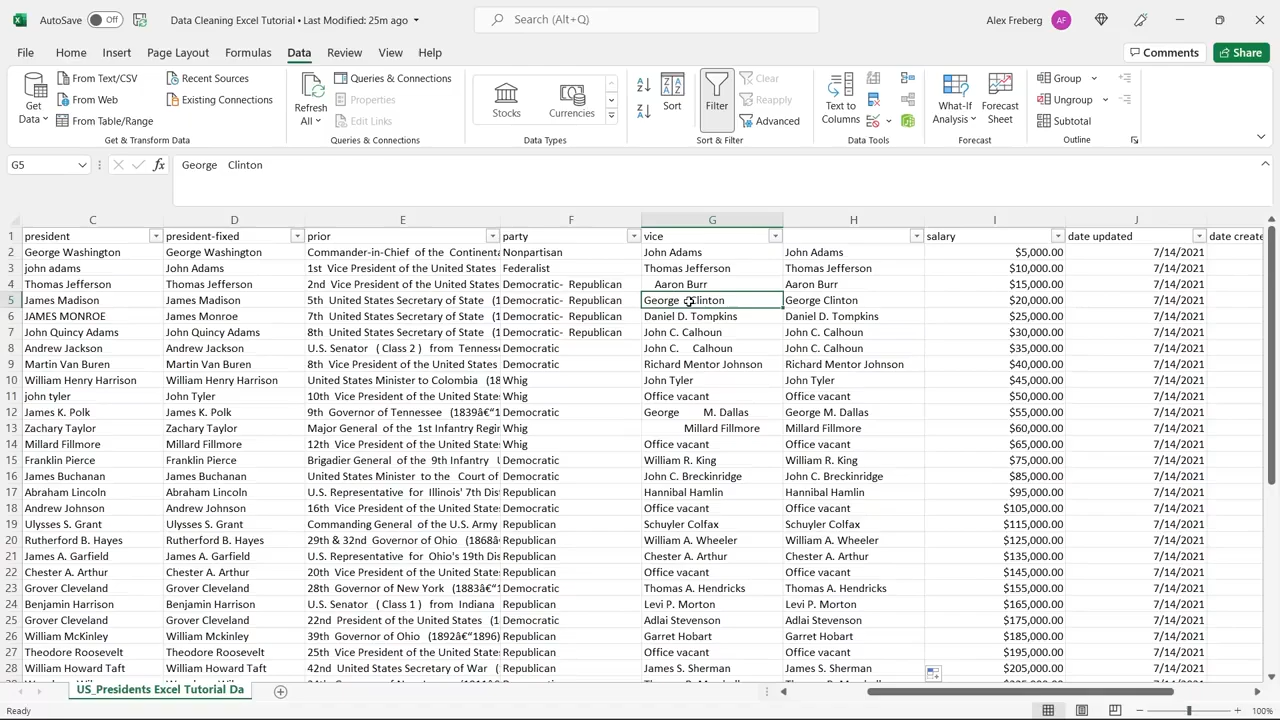 AutoSave Off Data Cleaning Excel Tutorial • Last Modified: 25m ago Search (Alt+Q) Alex Freberg AF
File Home Insert Page Layout Formulas Data Review View Help Comments Share
Get Data From Text/CSV From Web From Table/Range Recent Sources Existing Connections
Refresh All Queries & Connections Properties Edit Links
Stocks Currencies
Sort Filter Clear Reapply Advanced
Text to Columns
What-If Analysis Forecast Sheet
Group Ungroup Subtotal
Get & Transform Data Queries & Connections Data Types Sort & Filter Data Tools Forecast Outline
G5 fx George    Clinton
C D E F G H I J
1 president president-fixed prior party vice salary date updated date create
2 George Washington George Washington Commander-in-Chief  of the  Continenta Nonpartisan John Adams John Adams $5,000.00 7/14/2021
3 john adams John Adams 1st  Vice President of the United States Federalist Thomas Jefferson Thomas Jefferson $10,000.00 7/14/2021
4 Thomas Jefferson Thomas Jefferson 2nd  Vice President of the United States Democratic-  Republican Aaron Burr Aaron Burr $15,000.00 7/14/2021
5 James Madison James Madison 5th  United States Secretary of State  (1 Democratic-  Republican George    Clinton George Clinton $20,000.00 7/14/2021
6 JAMES MONROE James Monroe 7th  United States Secretary of State  (1 Democratic-  Republican Daniel D. Tompkins Daniel D. Tompkins $25,000.00 7/14/2021
7 John Quincy Adams John Quincy Adams 8th  United States Secretary of State  (1 Democratic-  Republican John C. Calhoun John C. Calhoun $30,000.00 7/14/2021
8 Andrew Jackson Andrew Jackson U.S. Senator  ( Class 2 )  from  Tennesse Democratic John C.    Calhoun John C. Calhoun $35,000.00 7/14/2021
9 Martin Van Buren Martin Van Buren 8th  Vice President of the United States Democratic Richard Mentor Johnson Richard Mentor Johnson $40,000.00 7/14/2021
10 William Henry Harrison William Henry Harrison United States Minister to Colombia  (18 Whig John Tyler John Tyler $45,000.00 7/14/2021
11 john tyler John Tyler 10th  Vice President of the United State Whig Office vacant Office vacant $50,000.00 7/14/2021
12 James K. Polk James K. Polk 9th  Governor of Tennessee  (1839â€“1 Democratic George       M. Dallas George M. Dallas $55,000.00 7/14/2021
13 Zachary Taylor Zachary Taylor Major General  of the  1st Infantry Regi Whig Millard Fillmore Millard Fillmore $60,000.00 7/14/2021
14 Millard Fillmore Millard Fillmore 12th  Vice President of the United State Whig Office vacant Office vacant $65,000.00 7/14/2021
15 Franklin Pierce Franklin Pierce Brigadier General  of the  9th Infantry Democratic William R. King William R. King $75,000.00 7/14/2021
16 James Buchanan James Buchanan United States Minister to the   Court of Democratic John C. Breckinridge John C. Breckinridge $85,000.00 7/14/2021
17 Abraham Lincoln Abraham Lincoln U.S. Representative  for  Illinois' 7th Dis Republican Hannibal Hamlin Hannibal Hamlin $95,000.00 7/14/2021
18 Andrew Johnson Andrew Johnson 16th  Vice President of the United State Democratic Office vacant Office vacant $105,000.00 7/14/2021
19 Ulysses S. Grant Ulysses S. Grant Commanding General  of the U.S. Army Republican Schuyler Colfax Schuyler Colfax $115,000.00 7/14/2021
20 Rutherford B. Hayes Rutherford B. Hayes 29th & 32nd  Governor of Ohio  (1868â Republican William A. Wheeler William A. Wheeler $125,000.00 7/14/2021
21 James A. Garfield James A. Garfield U.S. Representative  for  Ohio's 19th Dis Republican Chester A. Arthur Chester A. Arthur $135,000.00 7/14/2021
22 Chester A. Arthur Chester A. Arthur 20th  Vice President of the United State Republican Office vacant Office vacant $145,000.00 7/14/2021
23 Grover Cleveland Grover Cleveland 28th  Governor of New York  (1883â€“1 Democratic Thomas A. Hendricks Thomas A. Hendricks $155,000.00 7/14/2021
24 Benjamin Harrison Benjamin Harrison U.S. Senator  ( Class 1 )  from  Indiana Republican Levi P. Morton Levi P. Morton $165,000.00 7/14/2021
25 Grover Cleveland Grover Cleveland 22nd  President of the United States  (1 Democratic Adlai Stevenson Adlai Stevenson $175,000.00 7/14/2021
26 William McKinley William Mckinley 39th  Governor of Ohio  (1892â€“1896) Republican Garret Hobart Garret Hobart $185,000.00 7/14/2021
27 Theodore Roosevelt Theodore Roosevelt 25th  Vice President of the United State Republican Office vacant Office vacant $195,000.00 7/14/2021
28 William Howard Taft William Howard Taft 42nd  United States Secretary of War  ( Republican James S. Sherman James S. Sherman $205,000.00 7/14/2021
US_Presidents Excel Tutorial Da
Ready 100%